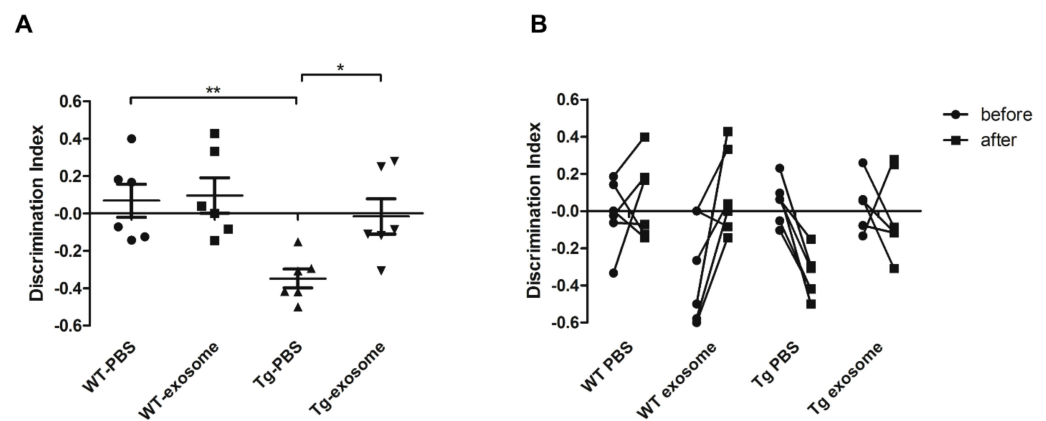 A
B
*
**
0.6
0.4
0.2
-0.0
-0.2
-0.4
-0.6
Discrimination Index
WT-PBS
WT-exosome
Tg-PBS
Tg-exosome
0.6
0.4
0.2
-0.0
-0.2
-0.4
-0.6
Discrimination Index
WT PBS
WT exosome
Tg PBS
Tg exosome
before
after